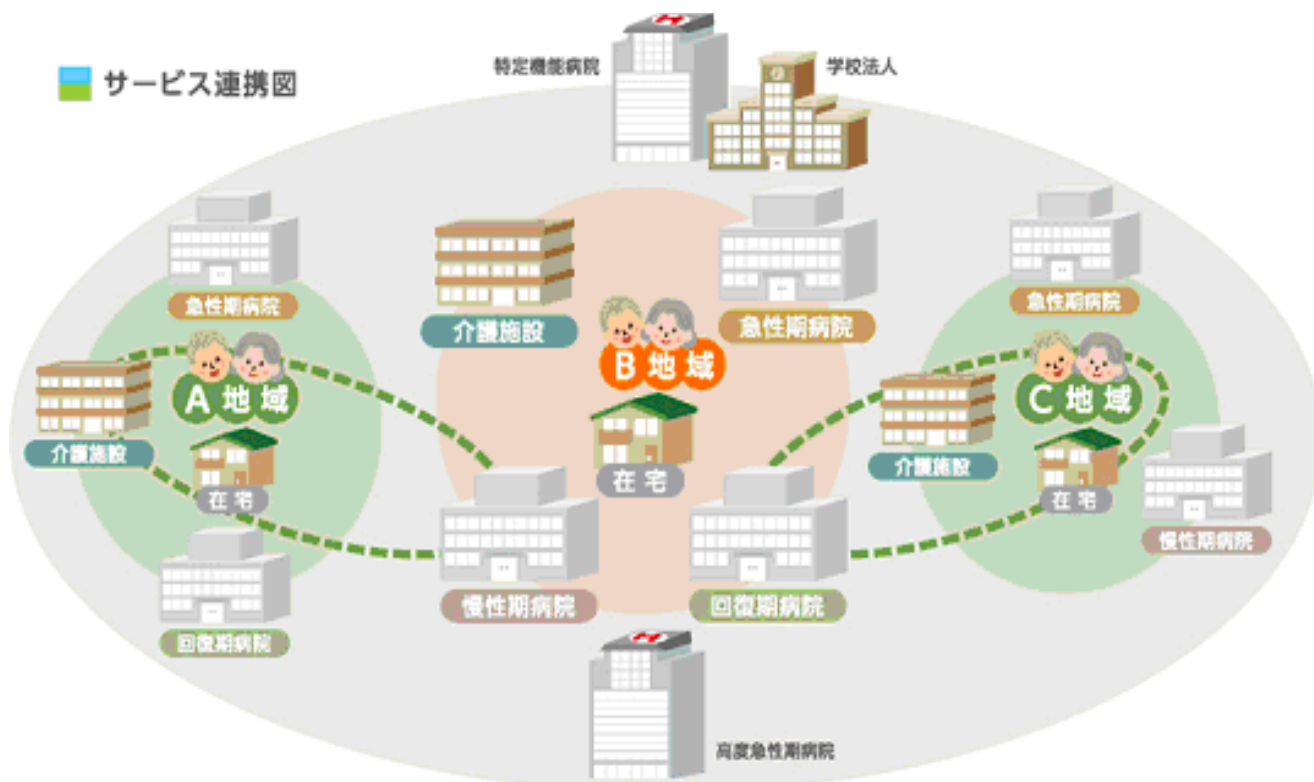 サービス連携図
特定機能病院
学校法人
急性期病院
A地域
介護施設
在宅
回復期病院
介護施設
急性期病院
B地域
在宅
慢性期病院
回復期病院
急性期病院
C地域
介護施設
在宅
慢性期病院
高度急性期病院